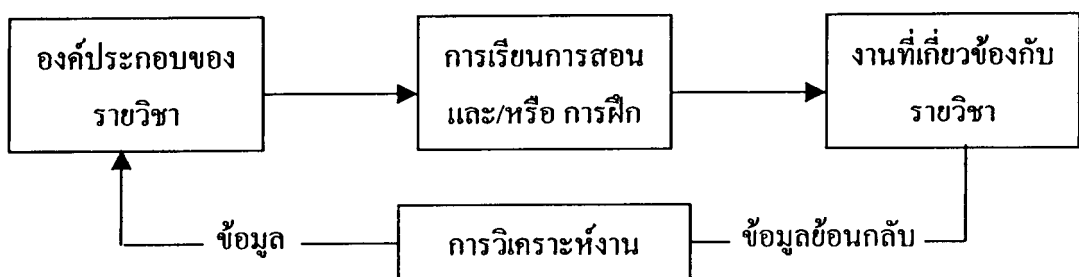 องค์ประกอบของ
รายวิชา
การเรียนการสอน
และ/หรือ การฝึก
งานที่เกี่ยวข้องกับ
รายวิชา
ข้อมูล
การวิเคราะห์งาน
ข้อมูลย้อนกลับ